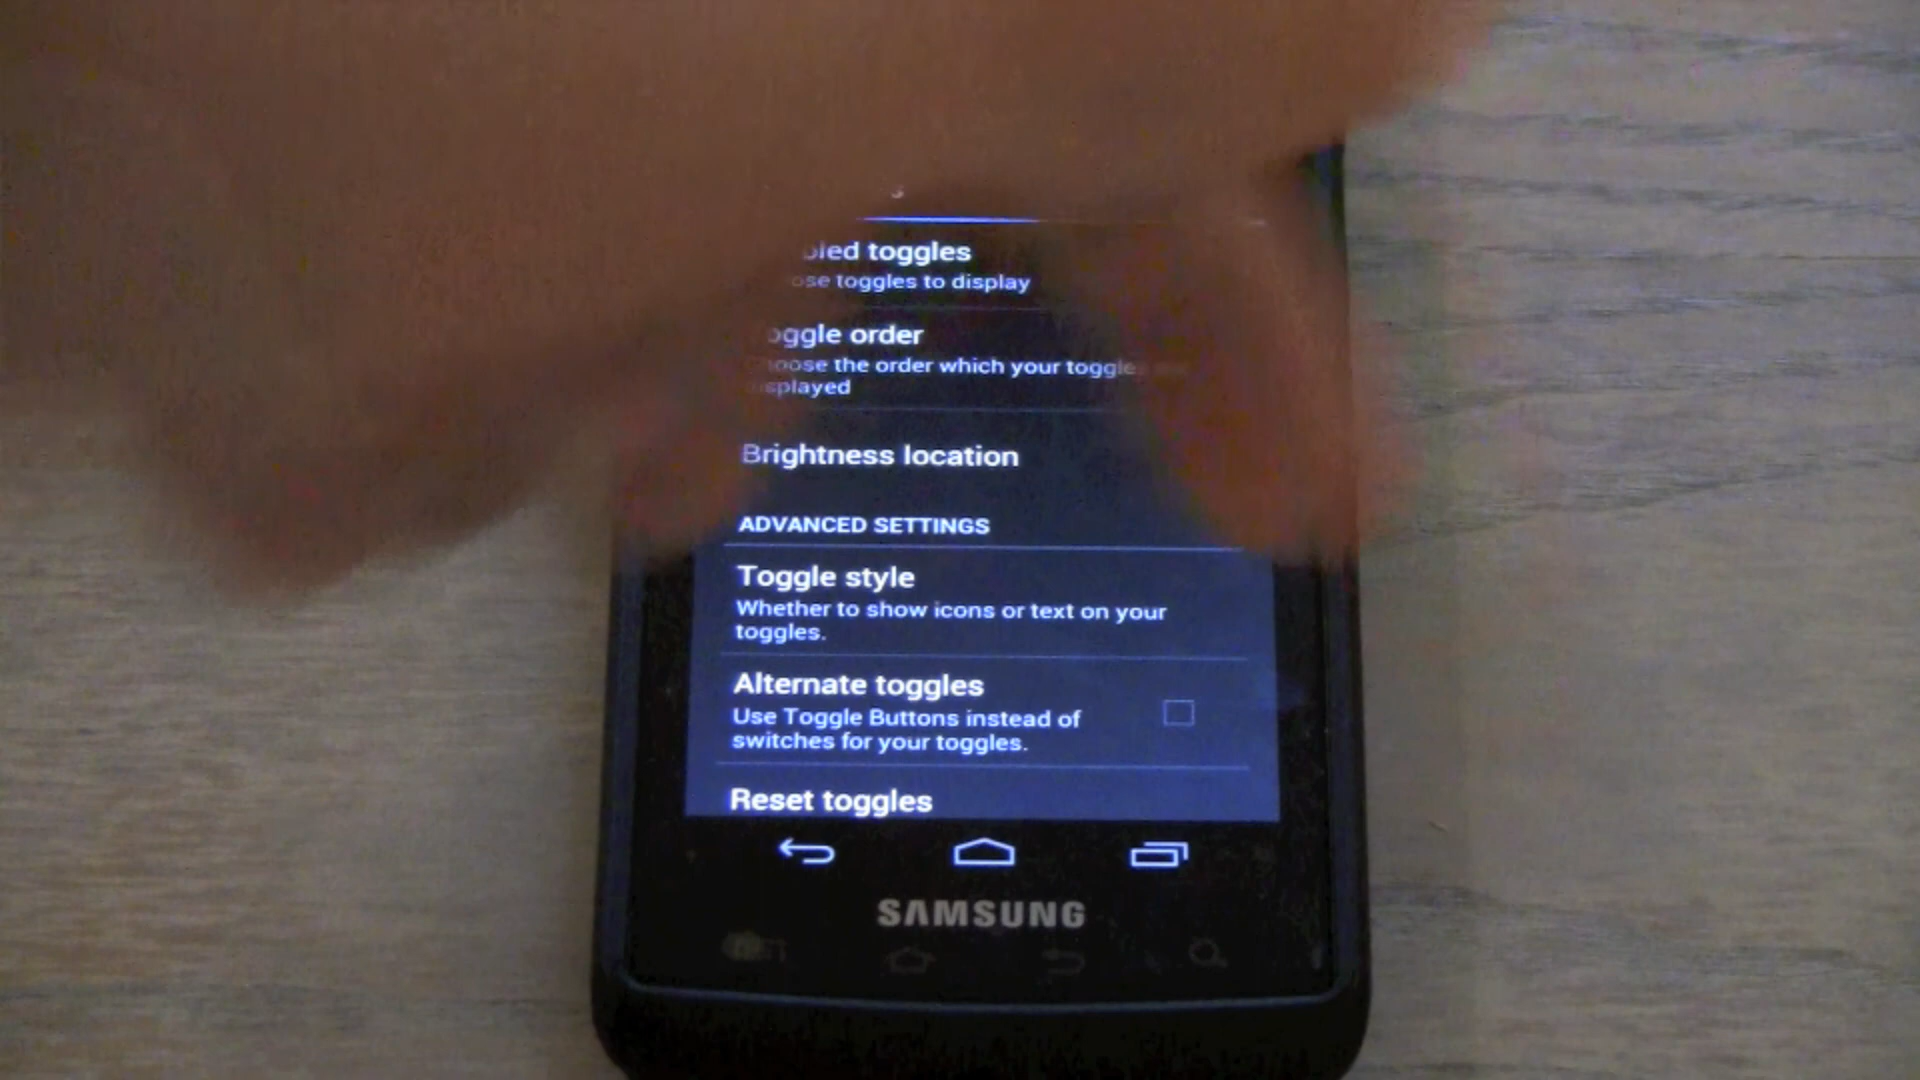 toggles
toggles to display
order
the order which your
Brightness location
ADVANCED SETTINGS
Toggle style
Whether to show icons or text on your
toggles.
Alternate toggles
Use Toggle Buttons instead of
switches for your toggles.
Reset toggles
SAMSUNG